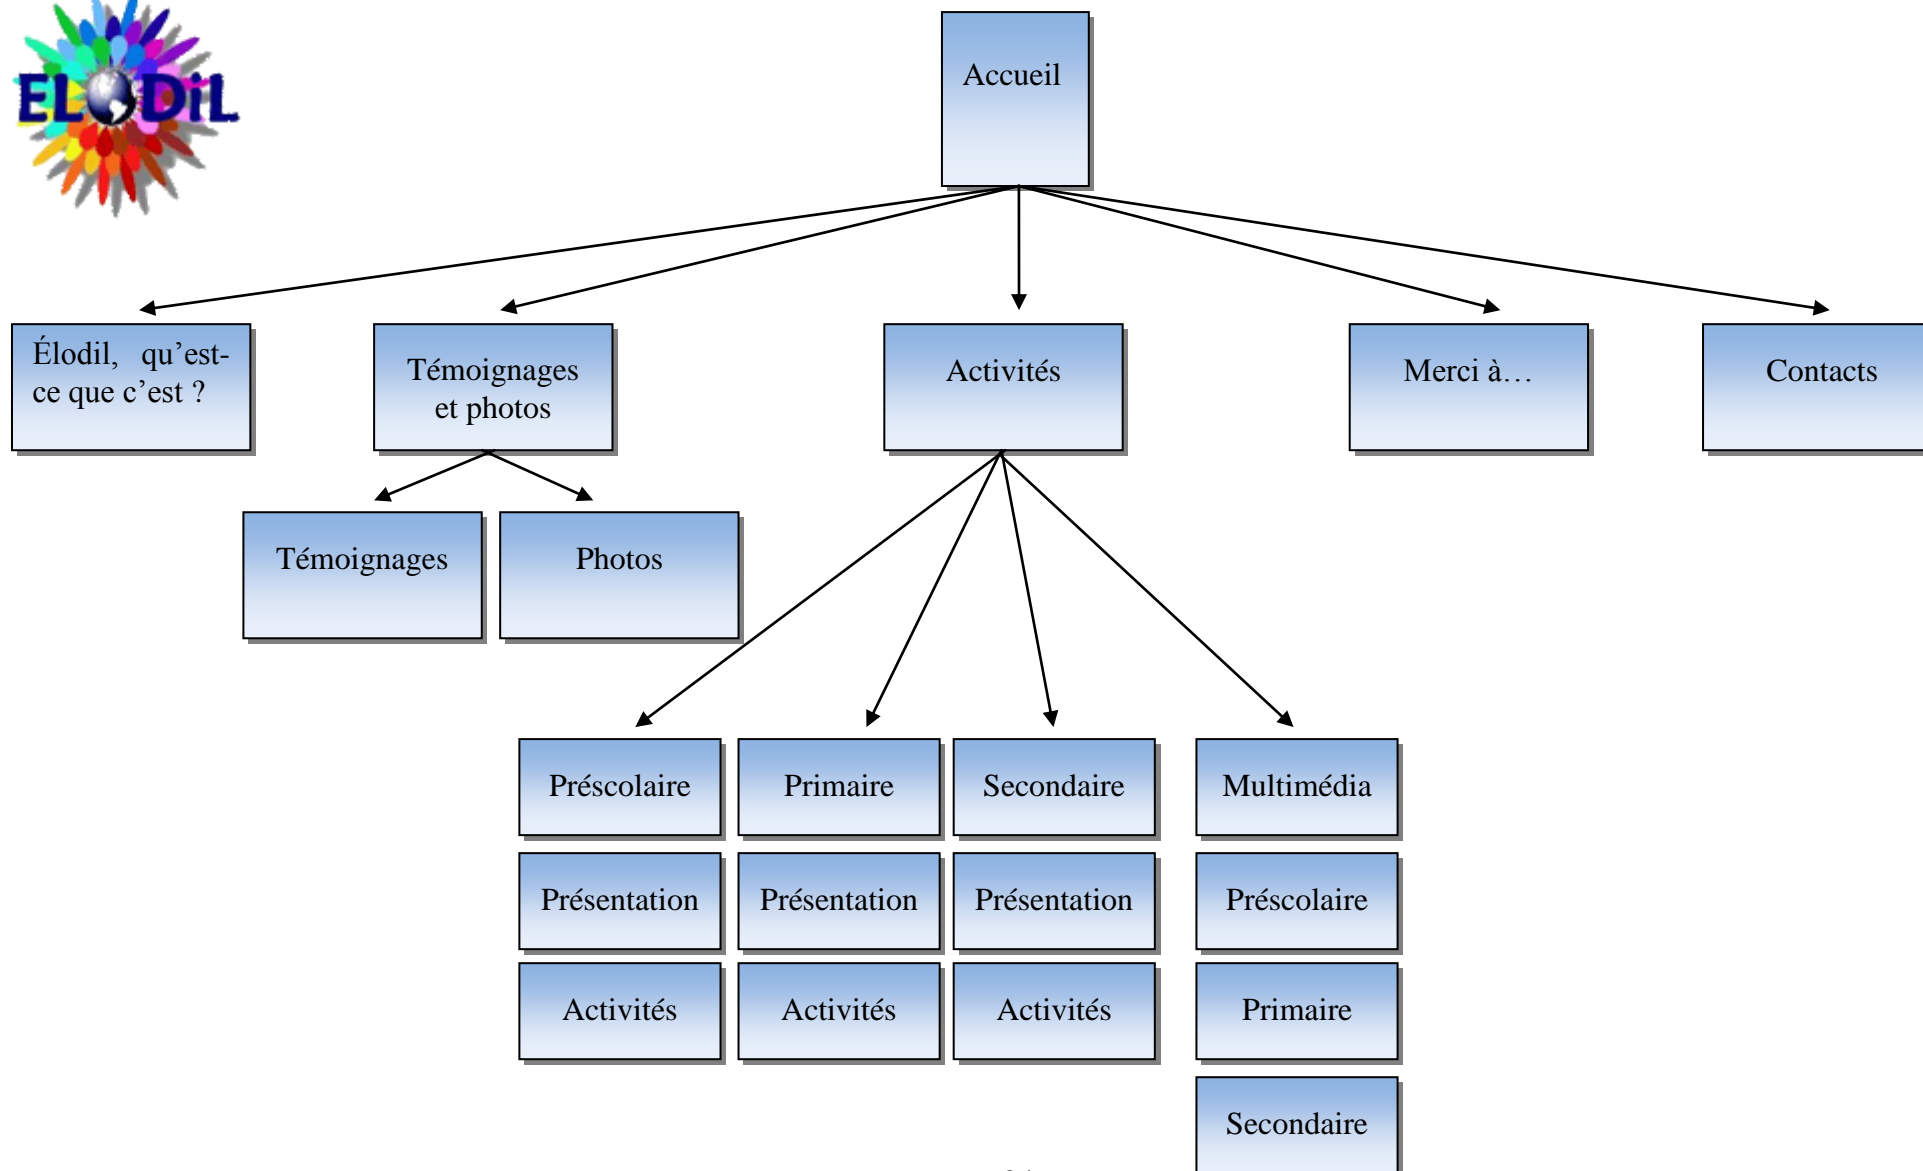 ELODiL
Accueil
Élodil, qu’est-
ce que c’est ?
Témoignages
et photos
Activités
Merci à…
Contacts
Témoignages
Photos
Préscolaire
Primaire
Secondaire
Multimédia
Présentation
Présentation
Présentation
Préscolaire
Activités
Activités
Activités
Primaire
Secondaire